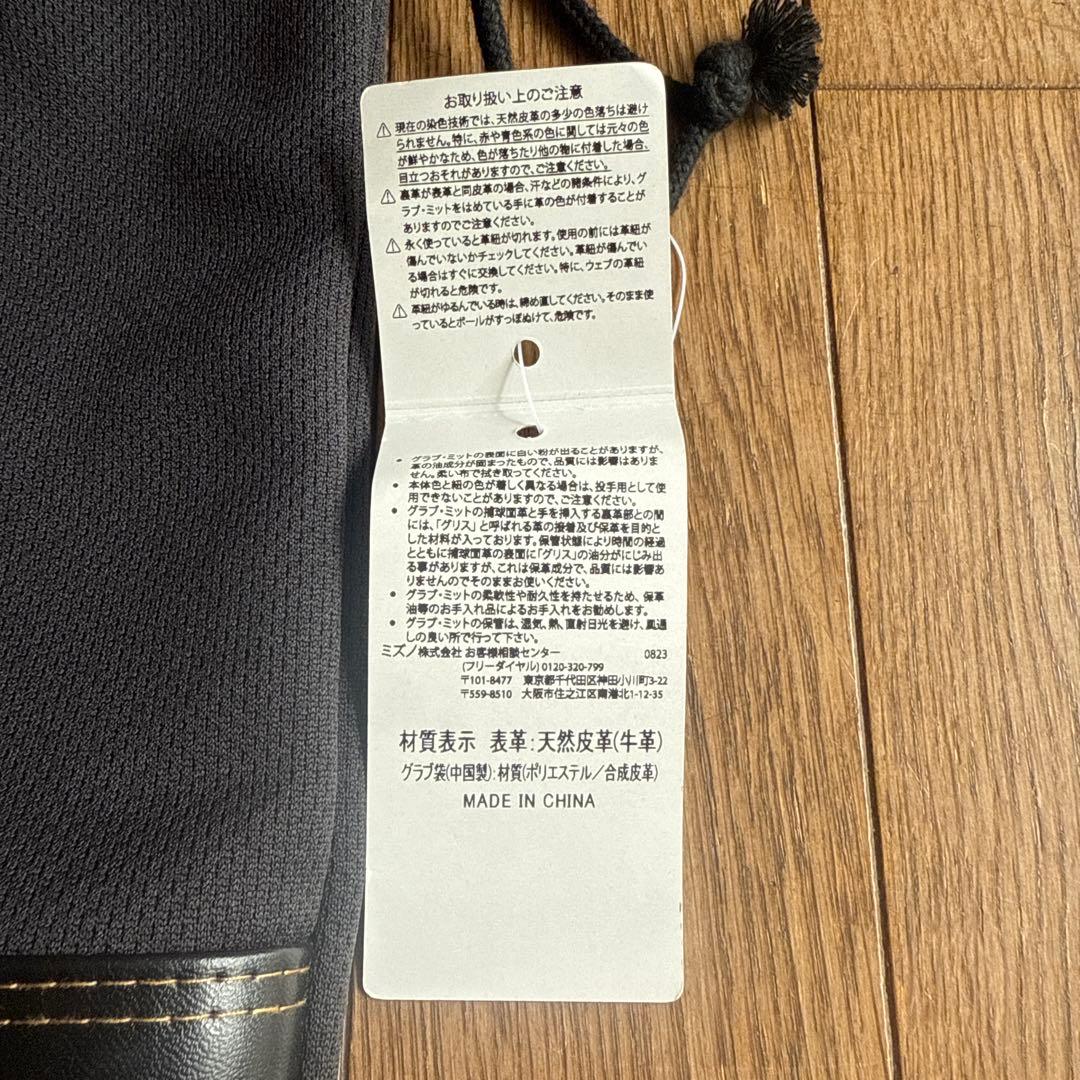 お取り扱い上のご注意
現在の染色技術では、天然皮革の多少の色落ちは避け
られません。特に、赤や青色系の色に関しては元々の色
が鮮やかなため、色が落ちたり他の物に付着した場合、
目立つおそれがありますので、ご注意ください。
裏革が表革と同皮革の場合、汗などの諸条件により、グ
ラブ・ミットをはめている手に革の色が付着することが
ありますのでご注意ください。
永く使っていると革紐が切れます。使用の前には革紐が
傷んでいないかチェックしてください。革紐が傷んでい
る場合はすぐに交換してください。特に、ウェブの革紐
が切れると危険です。
革紐がゆるんでいる時は、締め直してください。そのまま使
っているとボールがすっぽぬけて、危険です。
• グラブ・ミットの表面に白い粉が出ることがありますが、
革の油成分が固まったもので、品質には影響はありま
せん。柔い布で拭き取ってください。
• 本体色と紐の色が著しく異なる場合は、投手用として使
用できないことがありますので、ご注意ください。
• グラブ・ミットの捕球面革と手を挿入する裏革部との間
には、「グリス」と呼ばれる革の接着及び保革を目的と
した材料が入っております。保管状態により時間の経過
とともに捕球面革の表面に「グリス」の油分がにじみ出
る事がありますが、これは保革成分で、品質には影響あ
りませんのでそのままお使いください。
• グラブ・ミットの柔軟性や耐久性を持たせるため、保革
油等のお手入れ品によるお手入れをお勧めします。
• グラブ・ミットの保管は、湿気、熱、直射日光を避け、風通
しの良い所で行って下さい。
ミズノ株式会社 お客様相談センター 0823
(フリーダイヤル) 0120-320-799
〒101-8477 東京都千代田区神田小川町3-22
〒559-8510 大阪市住之江区南港北1-12-35
材質表示 表革:天然皮革(牛革)
グラブ袋(中国製):材質(ポリエステル/合成皮革)
MADE IN CHINA